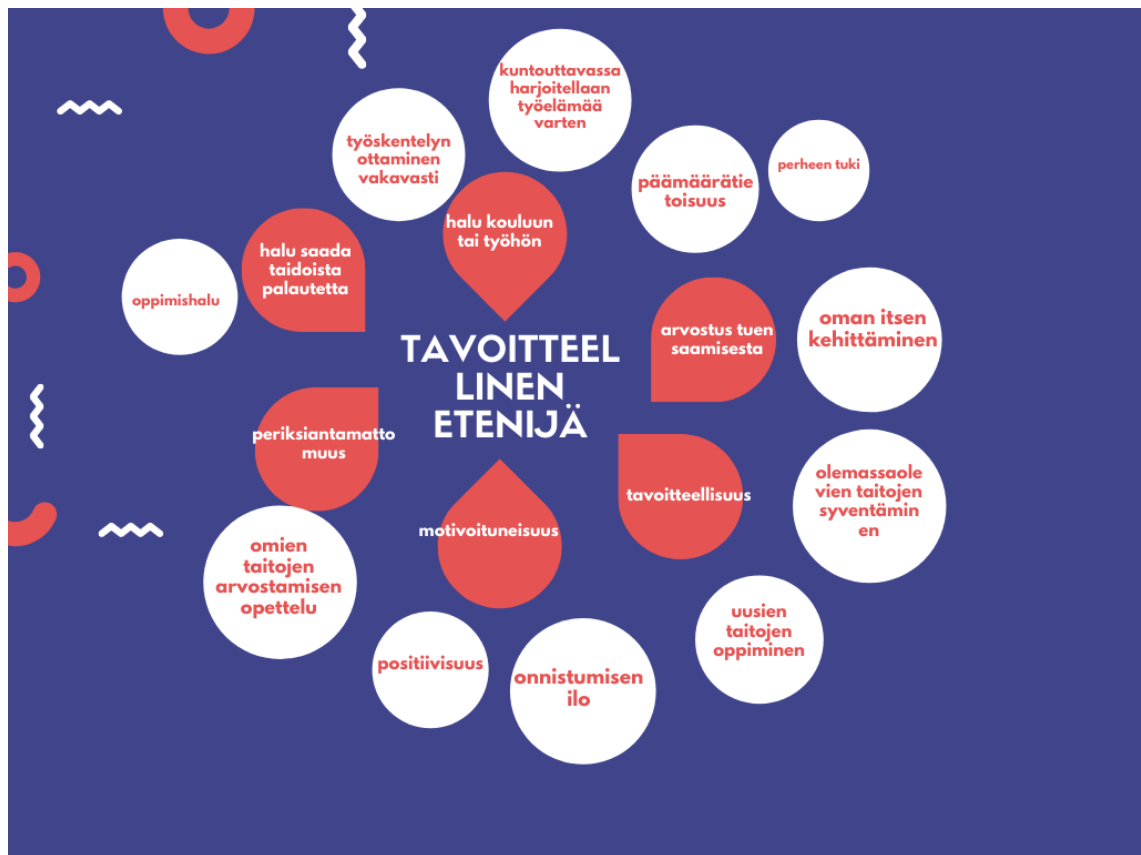 kuntouttavassa
harjoitellaan
työelämää
varten
työskentelyn
ottaminen
vakavasti
päämäärätie
toisuus
perheen tuki
halu kouluun
tai työhön
halu saada
taidoista
palautetta
oppimishalu
arvostus tuen
saamisesta
oman itsen
kehittäminen
TAVOITTEEL
LINEN
ETENIJÄ
periksiantamatto
muus
tavoitteellisuus
olemassaole
vien taitojen
syventämin
en
motivoituneisuus
omien
taitojen
arvostamisen
opettelu
uusien
taitojen
oppiminen
positiivisuus
onnistumisen
ilo